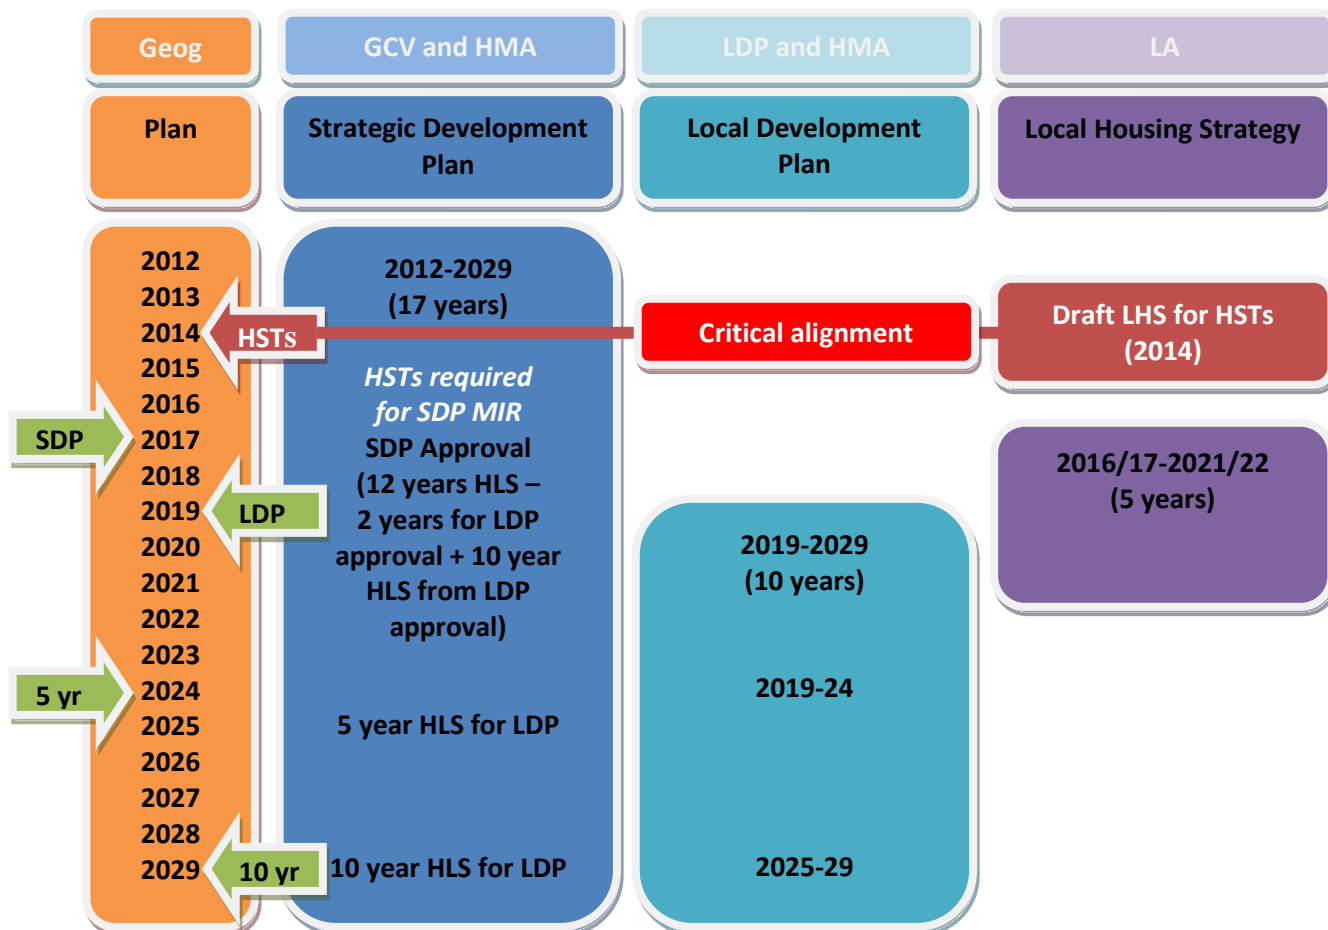 Geog
GCV and HMA
LDP and HMA
LA
Plan
Strategic Development
Plan
Local Development
Plan
Local Housing Strategy
2012
2013
2014
2015
2016
2017
2018
2019
2020
2021
2022
2023
2024
2025
2026
2027
2028
2029
HSTs
SDP
LDP
5 yr
10 yr
2012-2029
(17 years)
HSTs required
for SDP MIR
SDP Approval
(12 years HLS –
2 years for LDP
approval + 10 year
HLS from LDP
approval)
5 year HLS for LDP
10 year HLS for LDP
Critical alignment
2019-2029
(10 years)
2019-24
2025-29
Draft LHS for HSTs
(2014)
2016/17-2021/22
(5 years)